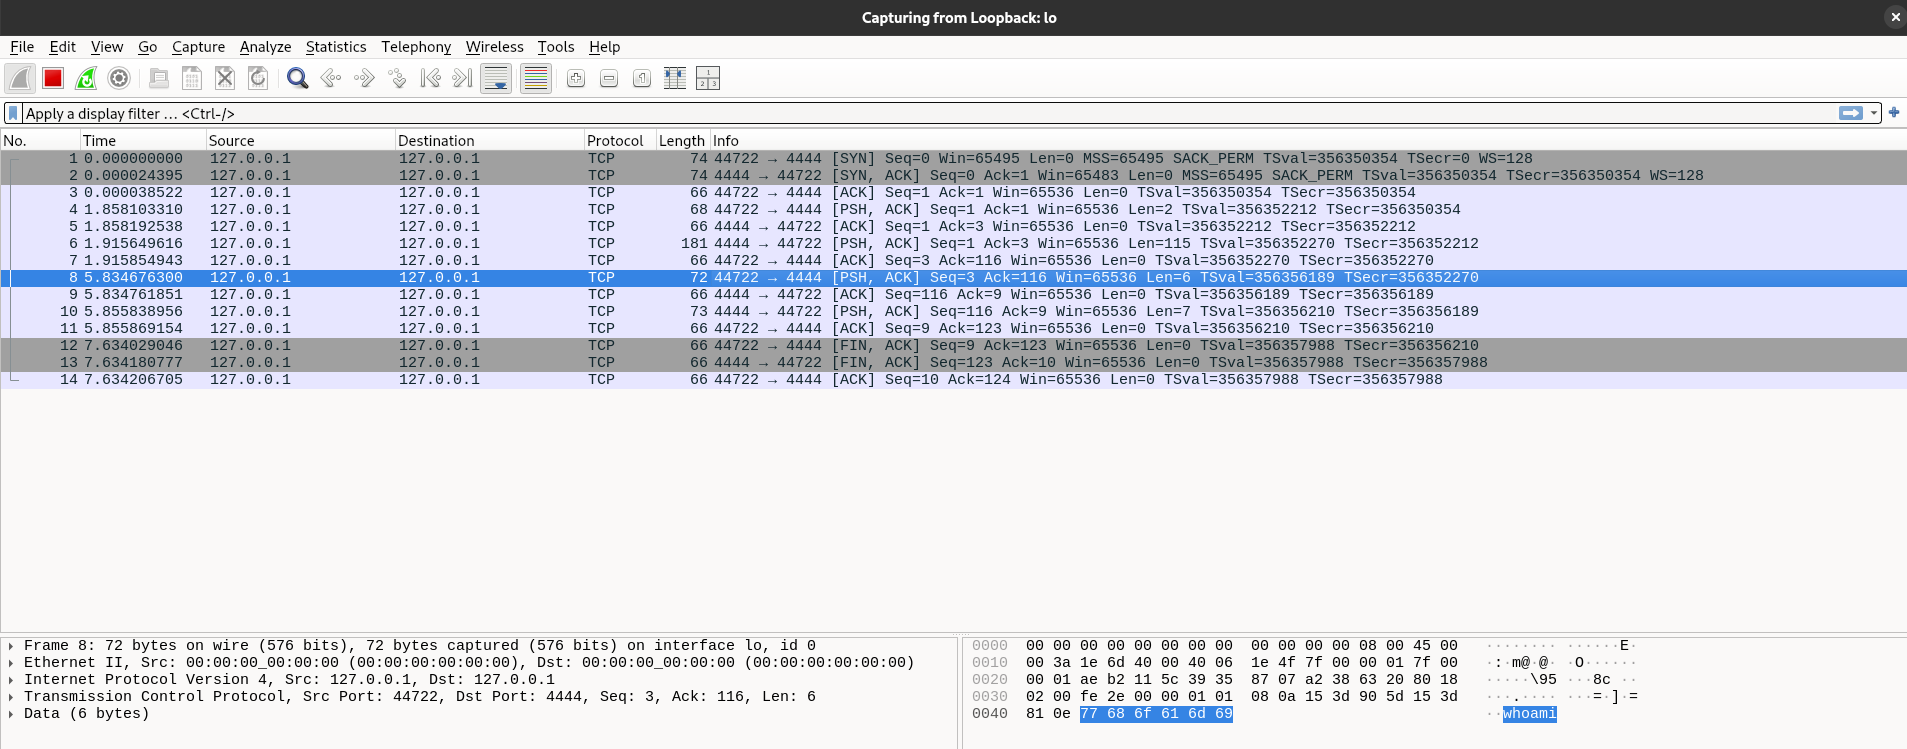 Capturing from Loopback: lo
File Edit View Go Capture Analyze Statistics Telephony Wireless Tools Help
Apply a display filter … <Ctrl-/>
No. Time Source Destination Protocol Length Info
1 0.000000000 127.0.0.1 127.0.0.1 TCP 74 44722 → 4444 [SYN] Seq=0 Win=65495 Len=0 MSS=65495 SACK_PERM TSval=356350354 TSecr=0 WS=128
2 0.000024395 127.0.0.1 127.0.0.1 TCP 74 4444 → 44722 [SYN, ACK] Seq=0 Ack=1 Win=65483 Len=0 MSS=65495 SACK_PERM TSval=356350354 TSecr=356350354 WS=128
3 0.000038522 127.0.0.1 127.0.0.1 TCP 66 44722 → 4444 [ACK] Seq=1 Ack=1 Win=65536 Len=0 TSval=356350354 TSecr=356350354
4 1.858103310 127.0.0.1 127.0.0.1 TCP 68 44722 → 4444 [PSH, ACK] Seq=1 Ack=1 Win=65536 Len=2 TSval=356352212 TSecr=356350354
5 1.858192538 127.0.0.1 127.0.0.1 TCP 66 4444 → 44722 [ACK] Seq=1 Ack=3 Win=65536 Len=0 TSval=356352212 TSecr=356352212
6 1.915649616 127.0.0.1 127.0.0.1 TCP 181 4444 → 44722 [PSH, ACK] Seq=1 Ack=3 Win=65536 Len=115 TSval=356352270 TSecr=356352212
7 1.915854943 127.0.0.1 127.0.0.1 TCP 66 44722 → 4444 [ACK] Seq=3 Ack=116 Win=65536 Len=0 TSval=356352270 TSecr=356352270
8 5.834676300 127.0.0.1 127.0.0.1 TCP 72 44722 → 4444 [PSH, ACK] Seq=3 Ack=116 Win=65536 Len=6 TSval=356356189 TSecr=356352270
9 5.834761851 127.0.0.1 127.0.0.1 TCP 66 4444 → 44722 [ACK] Seq=116 Ack=9 Win=65536 Len=0 TSval=356356189 TSecr=356356189
10 5.855838956 127.0.0.1 127.0.0.1 TCP 73 4444 → 44722 [PSH, ACK] Seq=116 Ack=9 Win=65536 Len=7 TSval=356356210 TSecr=356356189
11 5.855869154 127.0.0.1 127.0.0.1 TCP 66 44722 → 4444 [ACK] Seq=9 Ack=123 Win=65536 Len=0 TSval=356356210 TSecr=356356210
12 7.634029046 127.0.0.1 127.0.0.1 TCP 66 44722 → 4444 [FIN, ACK] Seq=9 Ack=123 Win=65536 Len=0 TSval=356357988 TSecr=356356210
13 7.634180777 127.0.0.1 127.0.0.1 TCP 66 4444 → 44722 [FIN, ACK] Seq=123 Ack=10 Win=65536 Len=0 TSval=356357988 TSecr=356357988
14 7.634206705 127.0.0.1 127.0.0.1 TCP 66 44722 → 4444 [ACK] Seq=10 Ack=124 Win=65536 Len=0 TSval=356357988 TSecr=356357988
Frame 8: 72 bytes on wire (576 bits), 72 bytes captured (576 bits) on interface lo, id 0
Ethernet II, Src: 00:00:00_00:00:00 (00:00:00:00:00:00), Dst: 00:00:00_00:00:00 (00:00:00:00:00:00)
Internet Protocol Version 4, Src: 127.0.0.1, Dst: 127.0.0.1
Transmission Control Protocol, Src Port: 44722, Dst Port: 4444, Seq: 3, Ack: 116, Len: 6
Data (6 bytes)
0000 00 00 00 00 00 00 00 00 00 00 00 00 08 00 45 00 ········ ······E·
0010 00 3a 1e 6d 40 00 40 06 1e 4f 7f 00 00 01 7f 00 ·:·m@·@· ·O······
0020 00 01 ae b2 11 5c 39 35 87 07 a2 38 63 20 80 18 ·····\95 ···8c ··
0030 02 00 fe 2e 00 00 01 01 08 0a 15 3d 90 5d 15 3d ···.···· ···=·]·=
0040 81 0e 77 68 6f 61 6d 69 ··whoami